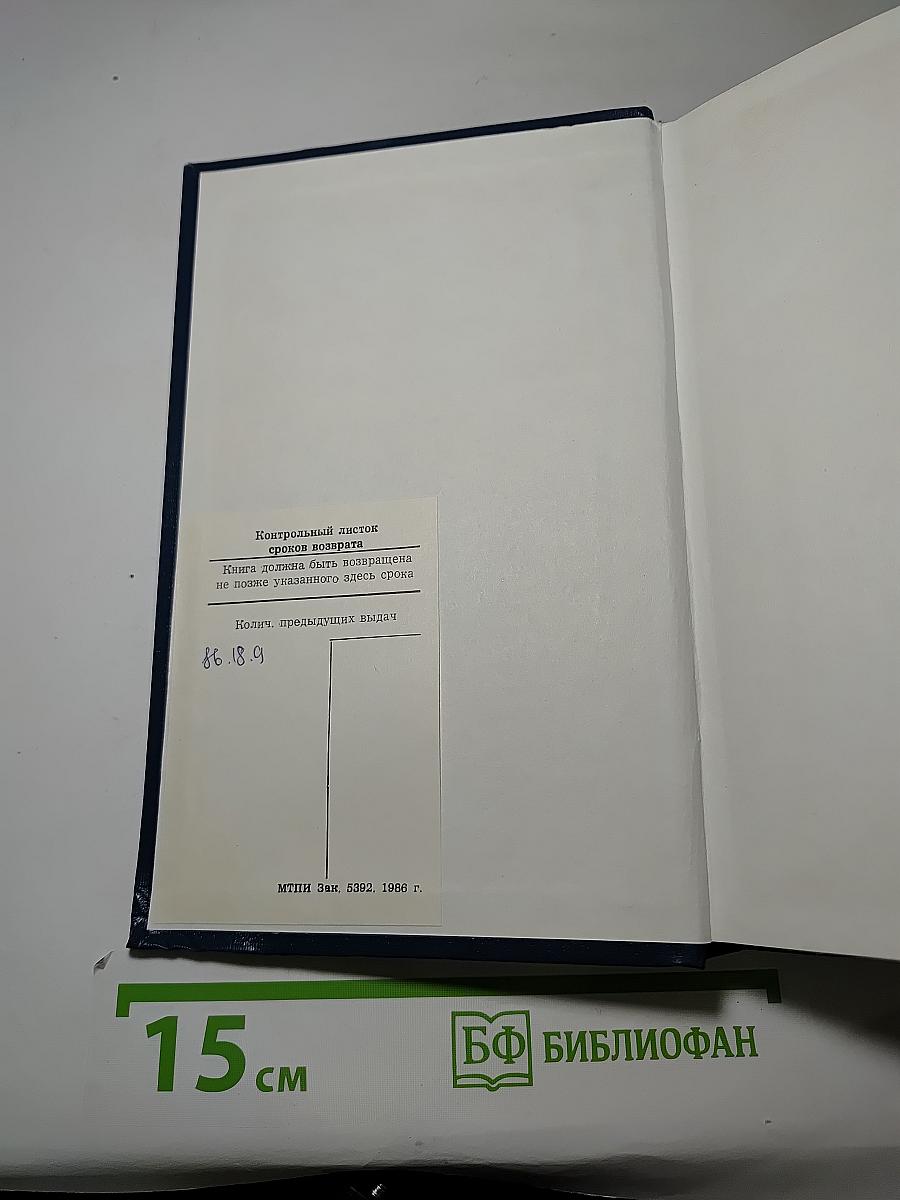 Контрольный листок
сроков возврата
Книга должна быть возвращена
не позже указанного здесь срока
Колич. предыдущих выдач
86.18.9
МТПИ Зак. 5392, 1986 г.
15 см
БФ БИБЛИОФАН